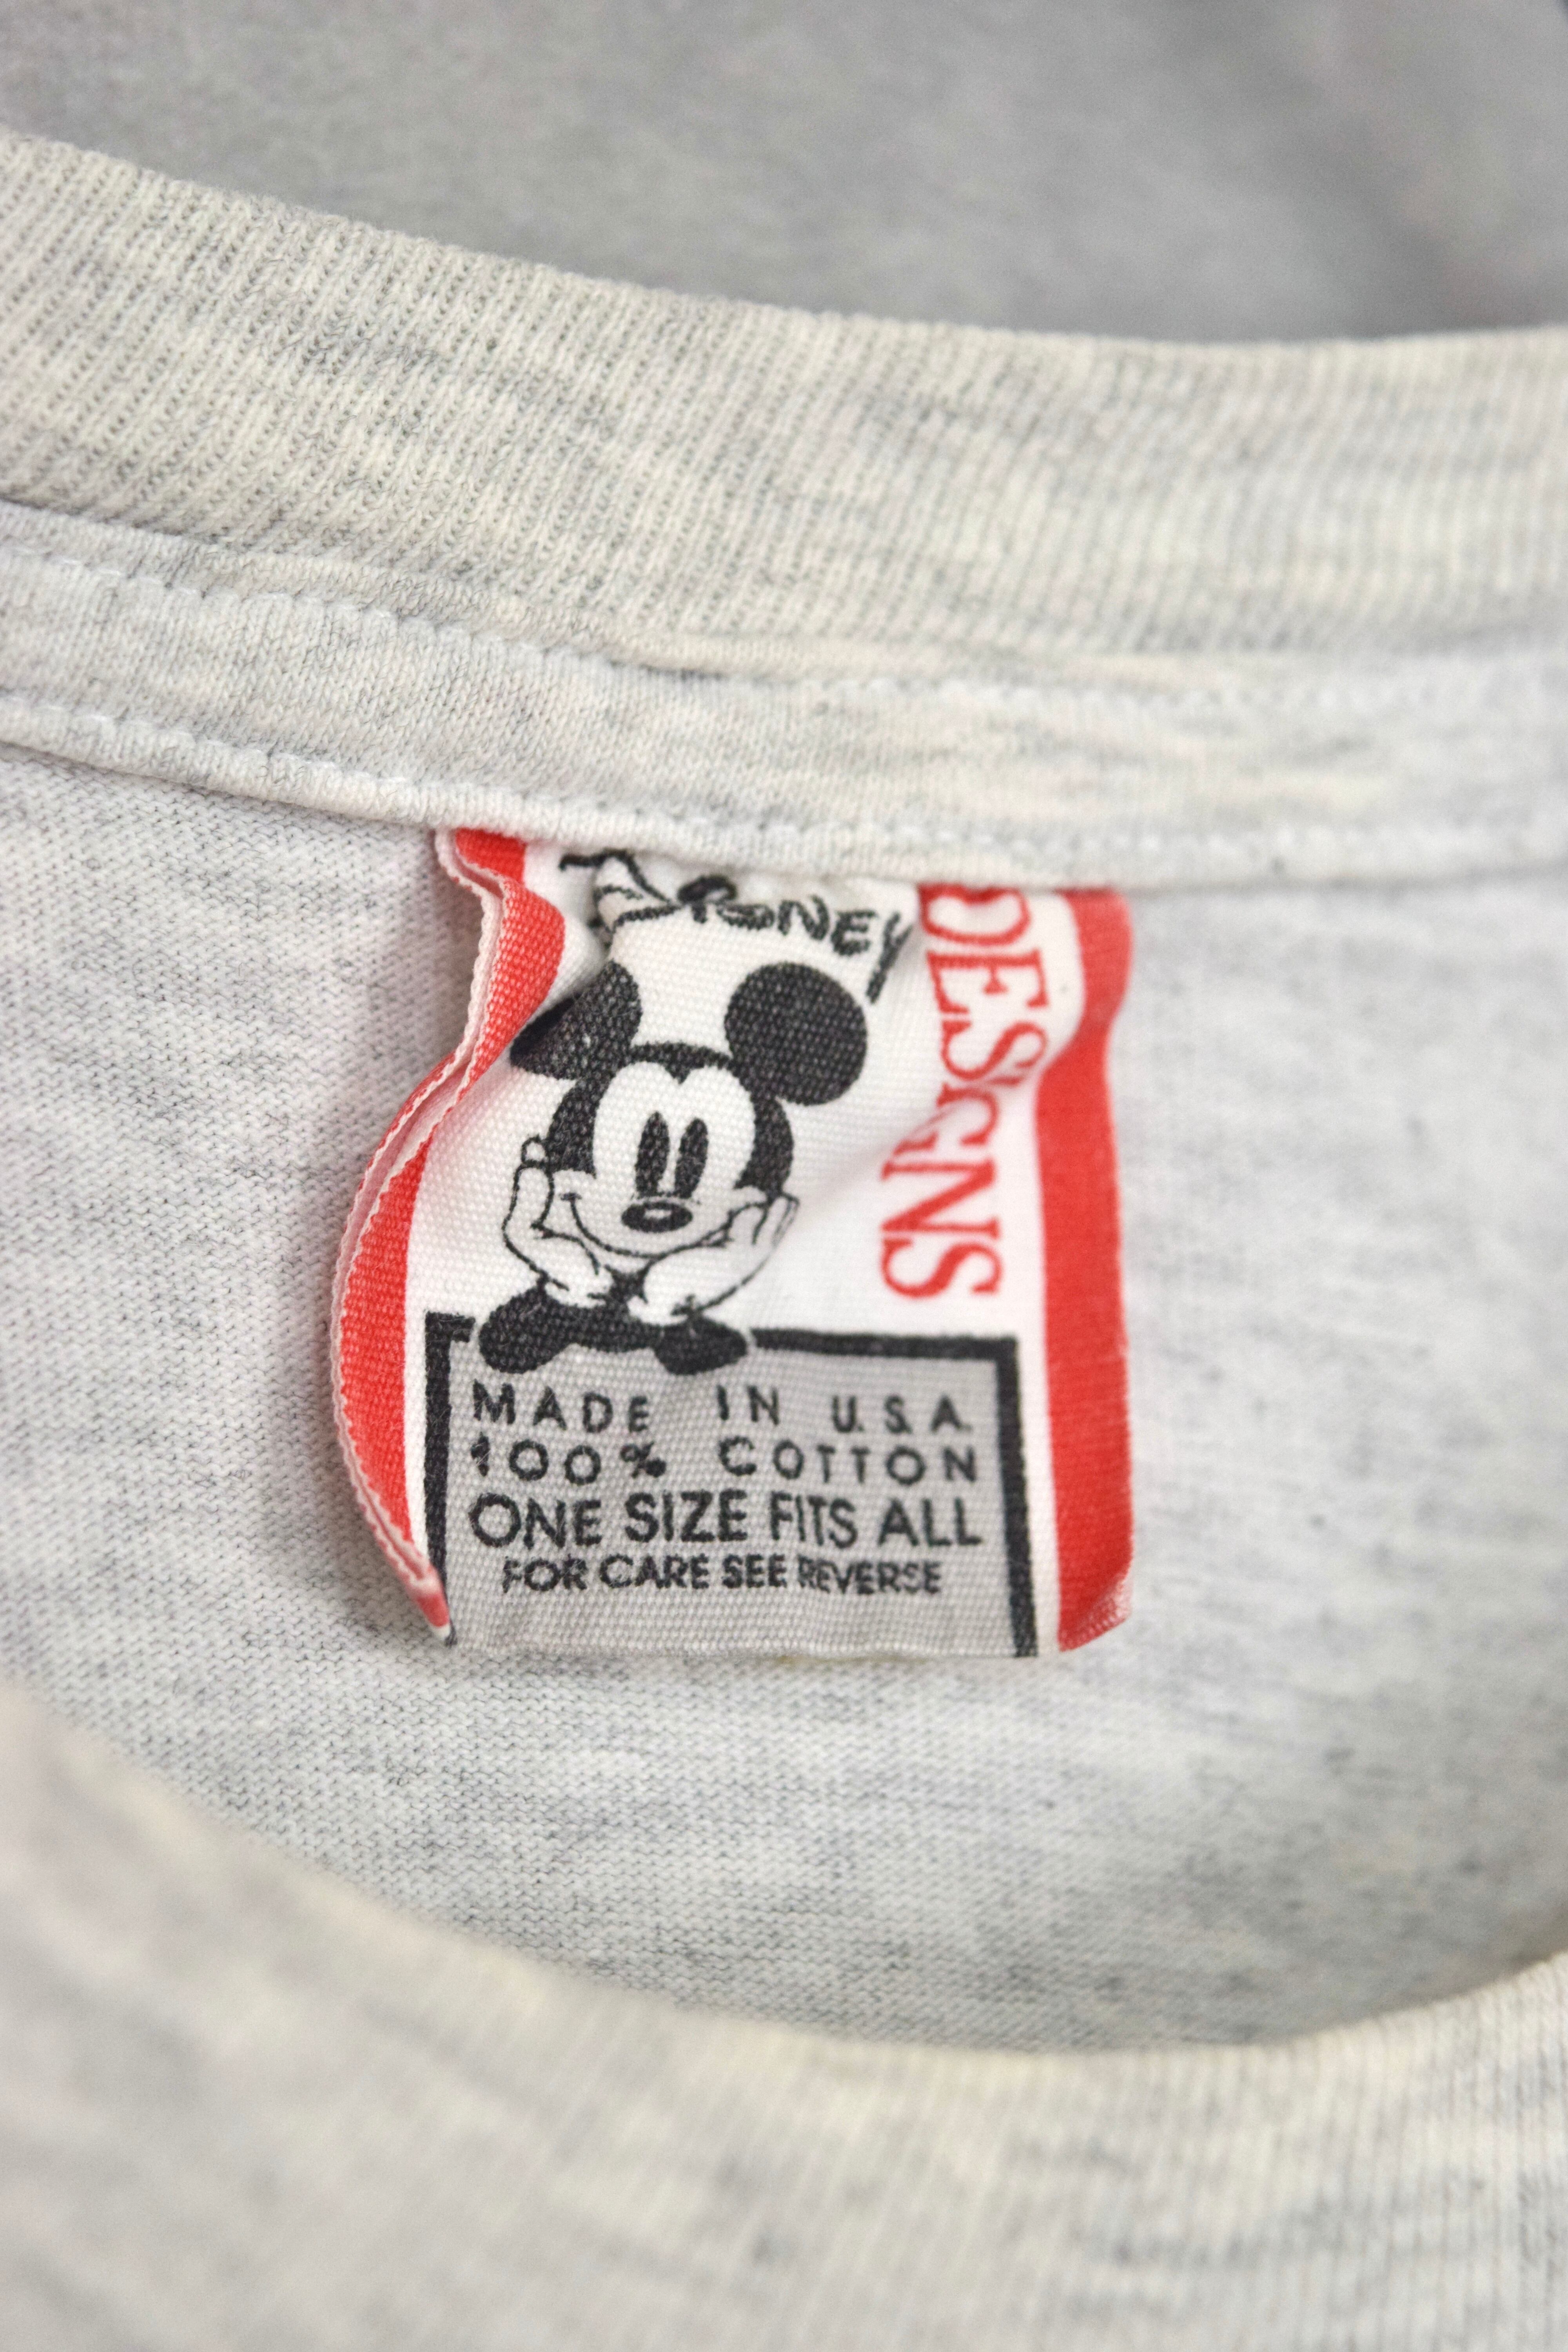 DISNEY
DESIGNS
MADE IN U.S.A.
100% COTTON
ONE SIZE FITS ALL
FOR CARE SEE REVERSE